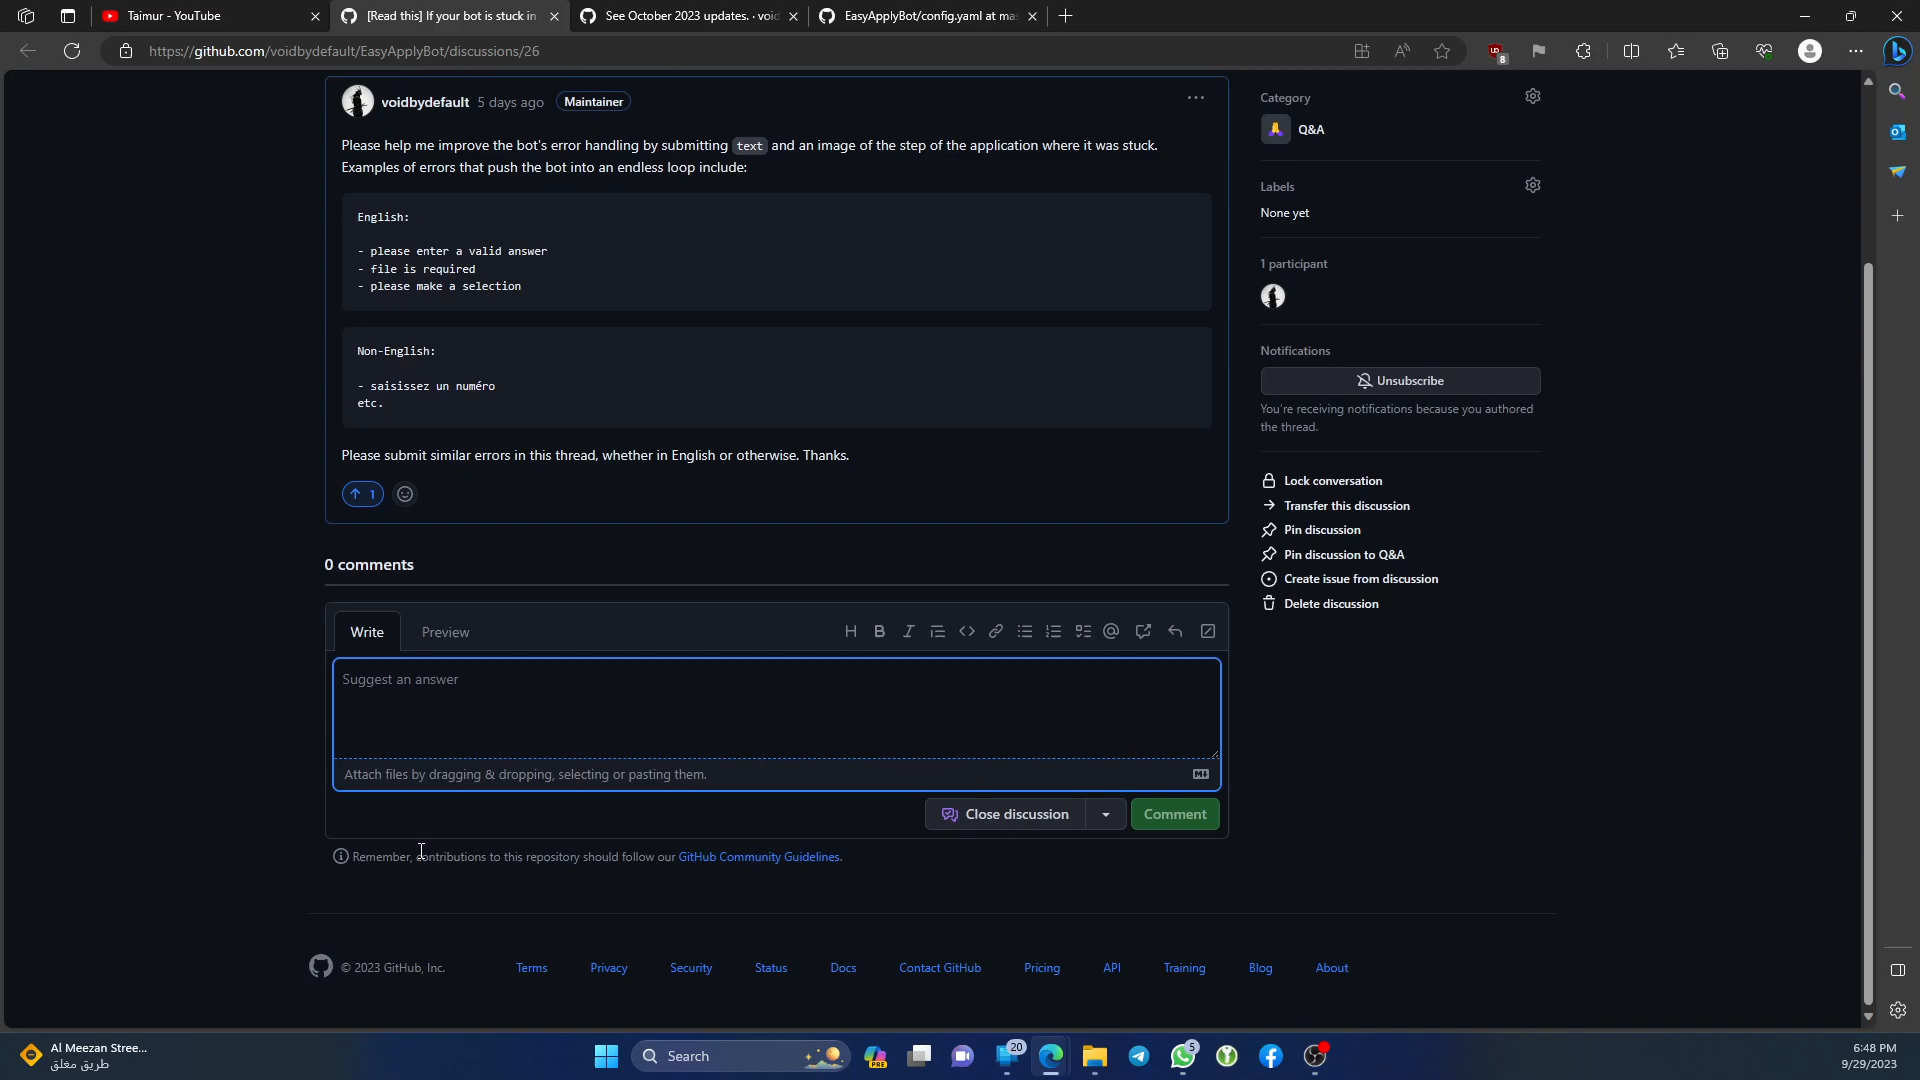 Taimur - YouTube
[Read this] If your bot is stuck in
See October 2023 updates. · void
EasyApplyBot/config.yaml at mas
https://github.com/voidbydefault/EasyApplyBot/discussions/26
8
voidbydefault 5 days ago Maintainer
Please help me improve the bot's error handling by submitting text and an image of the step of the application where it was stuck.
Examples of errors that push the bot into an endless loop include:
English:
- please enter a valid answer
- file is required
- please make a selection
Non-English:
- saisissez un numéro
etc.
Please submit similar errors in this thread, whether in English or otherwise. Thanks.
1
0 comments
Write Preview
Suggest an answer
Attach files by dragging & dropping, selecting or pasting them.
Close discussion Comment
Remember, contributions to this repository should follow our GitHub Community Guidelines.
Category
Q&A
Labels
None yet
1 participant
Notifications
Unsubscribe
You're receiving notifications because you authored
the thread.
Lock conversation
Transfer this discussion
Pin discussion
Pin discussion to Q&A
Create issue from discussion
Delete discussion
© 2023 GitHub, Inc. Terms Privacy Security Status Docs Contact GitHub Pricing API Training Blog About
Al Meezan Stree...
طريق مغلق
Search
PRE
20
5
6:48 PM
9/29/2023